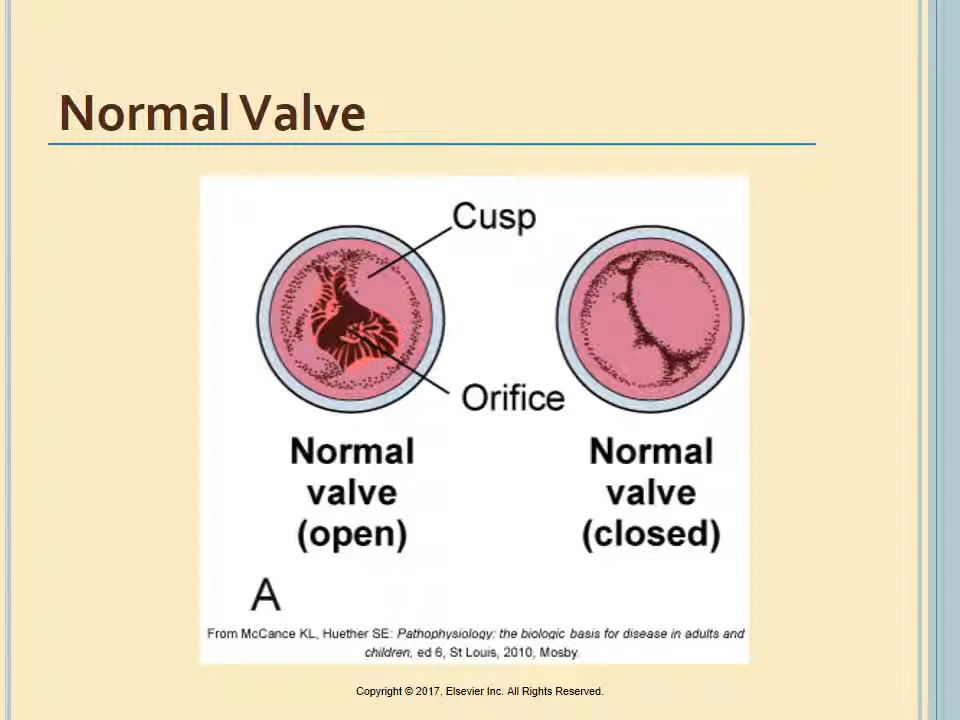 Normal Valve
Cusp
Orifice
Normal
valve
(open)
Normal
valve
(closed)
A
From McCance KL, Huether SE: Pathophysiology: the biologic basis for disease in adults and
children, ed 6, St Louis, 2010, Mosby.
Copyright © 2017, Elsevier Inc. All Rights Reserved.